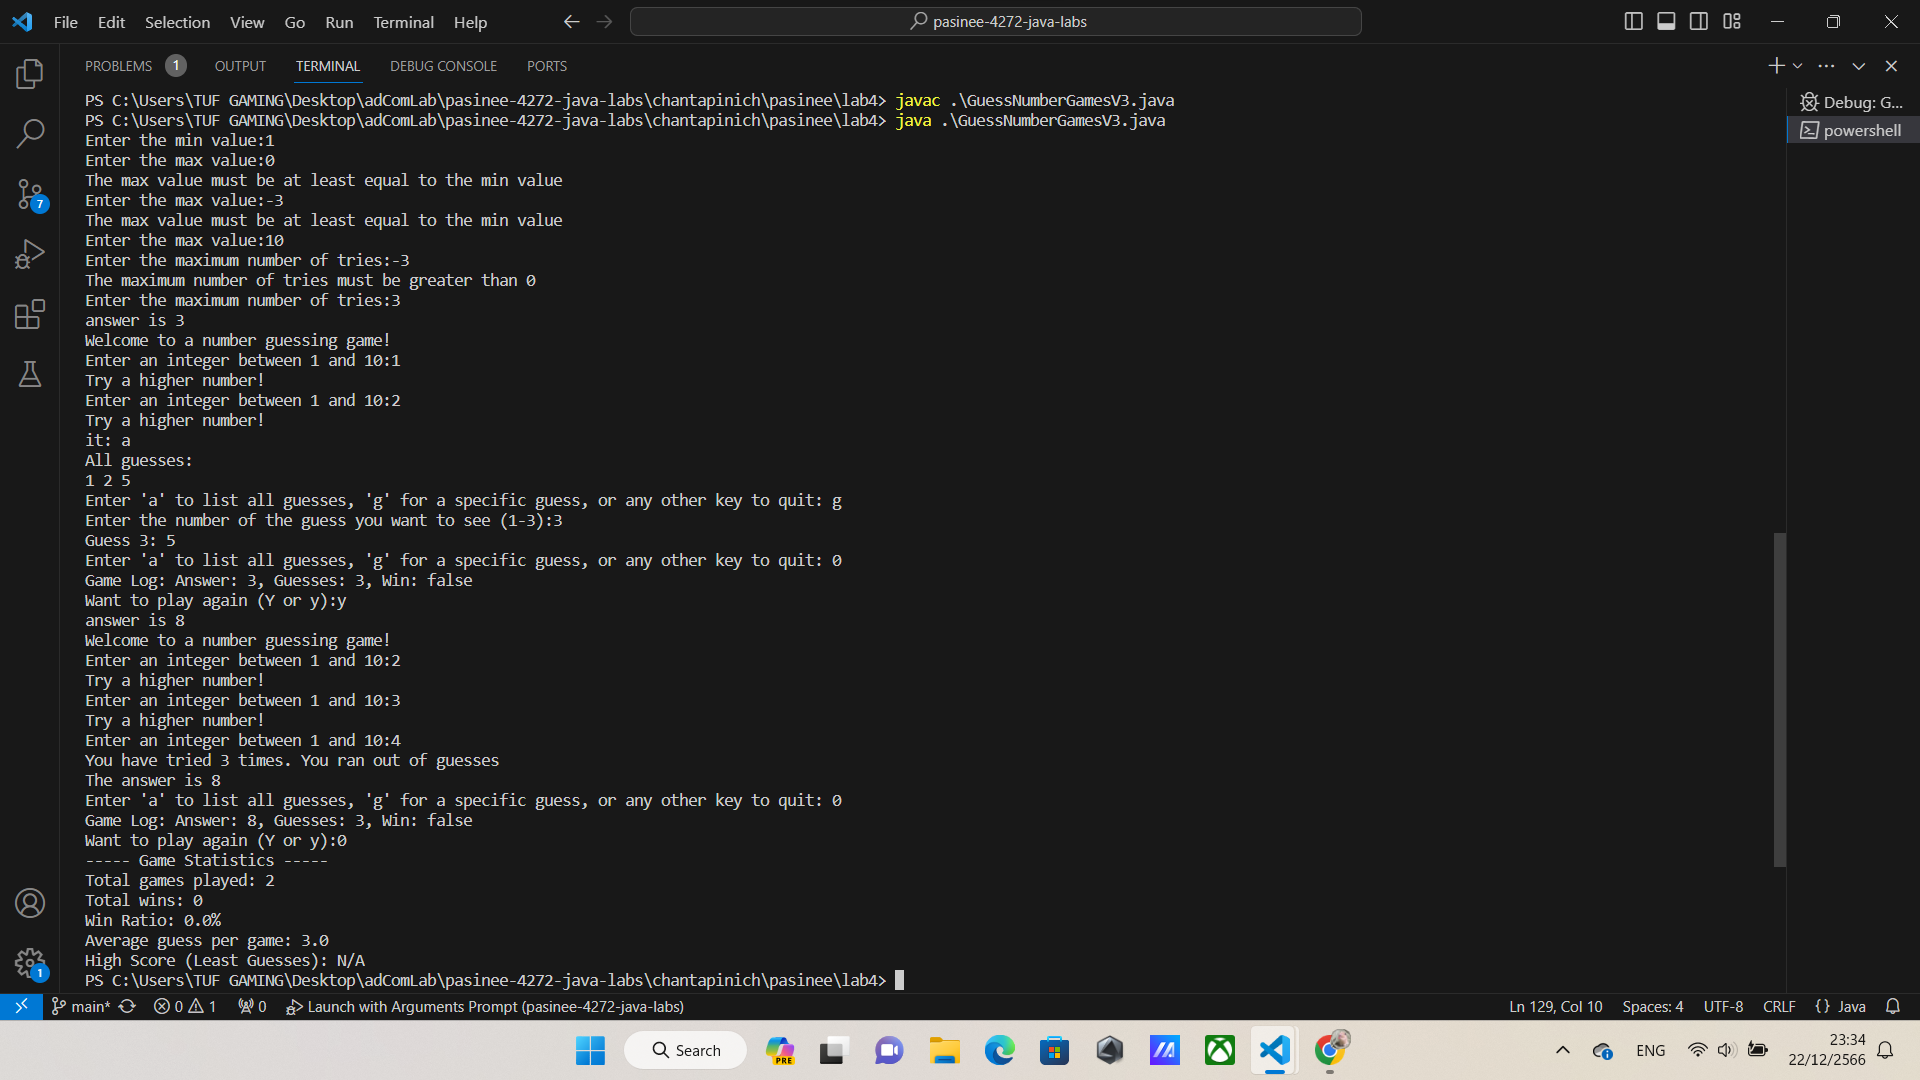 File Edit Selection View Go Run Terminal Help
pasinee-4272-java-labs
PROBLEMS 1 OUTPUT TERMINAL DEBUG CONSOLE PORTS
PS C:\Users\TUF GAMING\Desktop\adComLab\pasinee-4272-java-labs\chantapinich\pasinee\lab4> javac .\GuessNumberGamesV3.java
PS C:\Users\TUF GAMING\Desktop\adComLab\pasinee-4272-java-labs\chantapinich\pasinee\lab4> java .\GuessNumberGamesV3.java
Enter the min value:1
Enter the max value:0
The max value must be at least equal to the min value
Enter the max value:-3
The max value must be at least equal to the min value
Enter the max value:10
Enter the maximum number of tries:-3
The maximum number of tries must be greater than 0
Enter the maximum number of tries:3
answer is 3
Welcome to a number guessing game!
Enter an integer between 1 and 10:1
Try a higher number!
Enter an integer between 1 and 10:2
Try a higher number!
it: a
All guesses:
1 2 5
Enter 'a' to list all guesses, 'g' for a specific guess, or any other key to quit: g
Enter the number of the guess you want to see (1-3):3
Guess 3: 5
Enter 'a' to list all guesses, 'g' for a specific guess, or any other key to quit: 0
Game Log: Answer: 3, Guesses: 3, Win: false
Want to play again (Y or y):y
answer is 8
Welcome to a number guessing game!
Enter an integer between 1 and 10:2
Try a higher number!
Enter an integer between 1 and 10:3
Try a higher number!
Enter an integer between 1 and 10:4
You have tried 3 times. You ran out of guesses
The answer is 8
Enter 'a' to list all guesses, 'g' for a specific guess, or any other key to quit: 0
Game Log: Answer: 8, Guesses: 3, Win: false
Want to play again (Y or y):0
----- Game Statistics -----
Total games played: 2
Total wins: 0
Win Ratio: 0.0%
Average guess per game: 3.0
High Score (Least Guesses): N/A
PS C:\Users\TUF GAMING\Desktop\adComLab\pasinee-4272-java-labs\chantapinich\pasinee\lab4>
Debug: G...
powershell
7
1
main* 0 1 0 Launch with Arguments Prompt (pasinee-4272-java-labs)
Ln 129, Col 10 Spaces: 4 UTF-8 CRLF {} Java
Search
PRE
ENG
23:34
22/12/2566